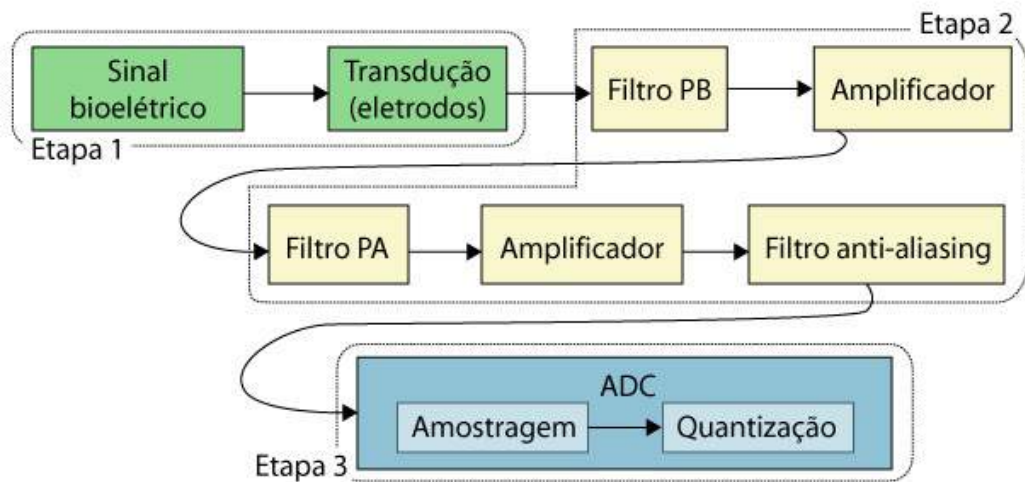 Etapa 2
Sinal
bioelétrico
Transdução
(eletrodos)
Filtro PB
Amplificador
Etapa 1
Filtro PA
Amplificador
Filtro anti-aliasing
ADC
Amostragem
Quantização
Etapa 3